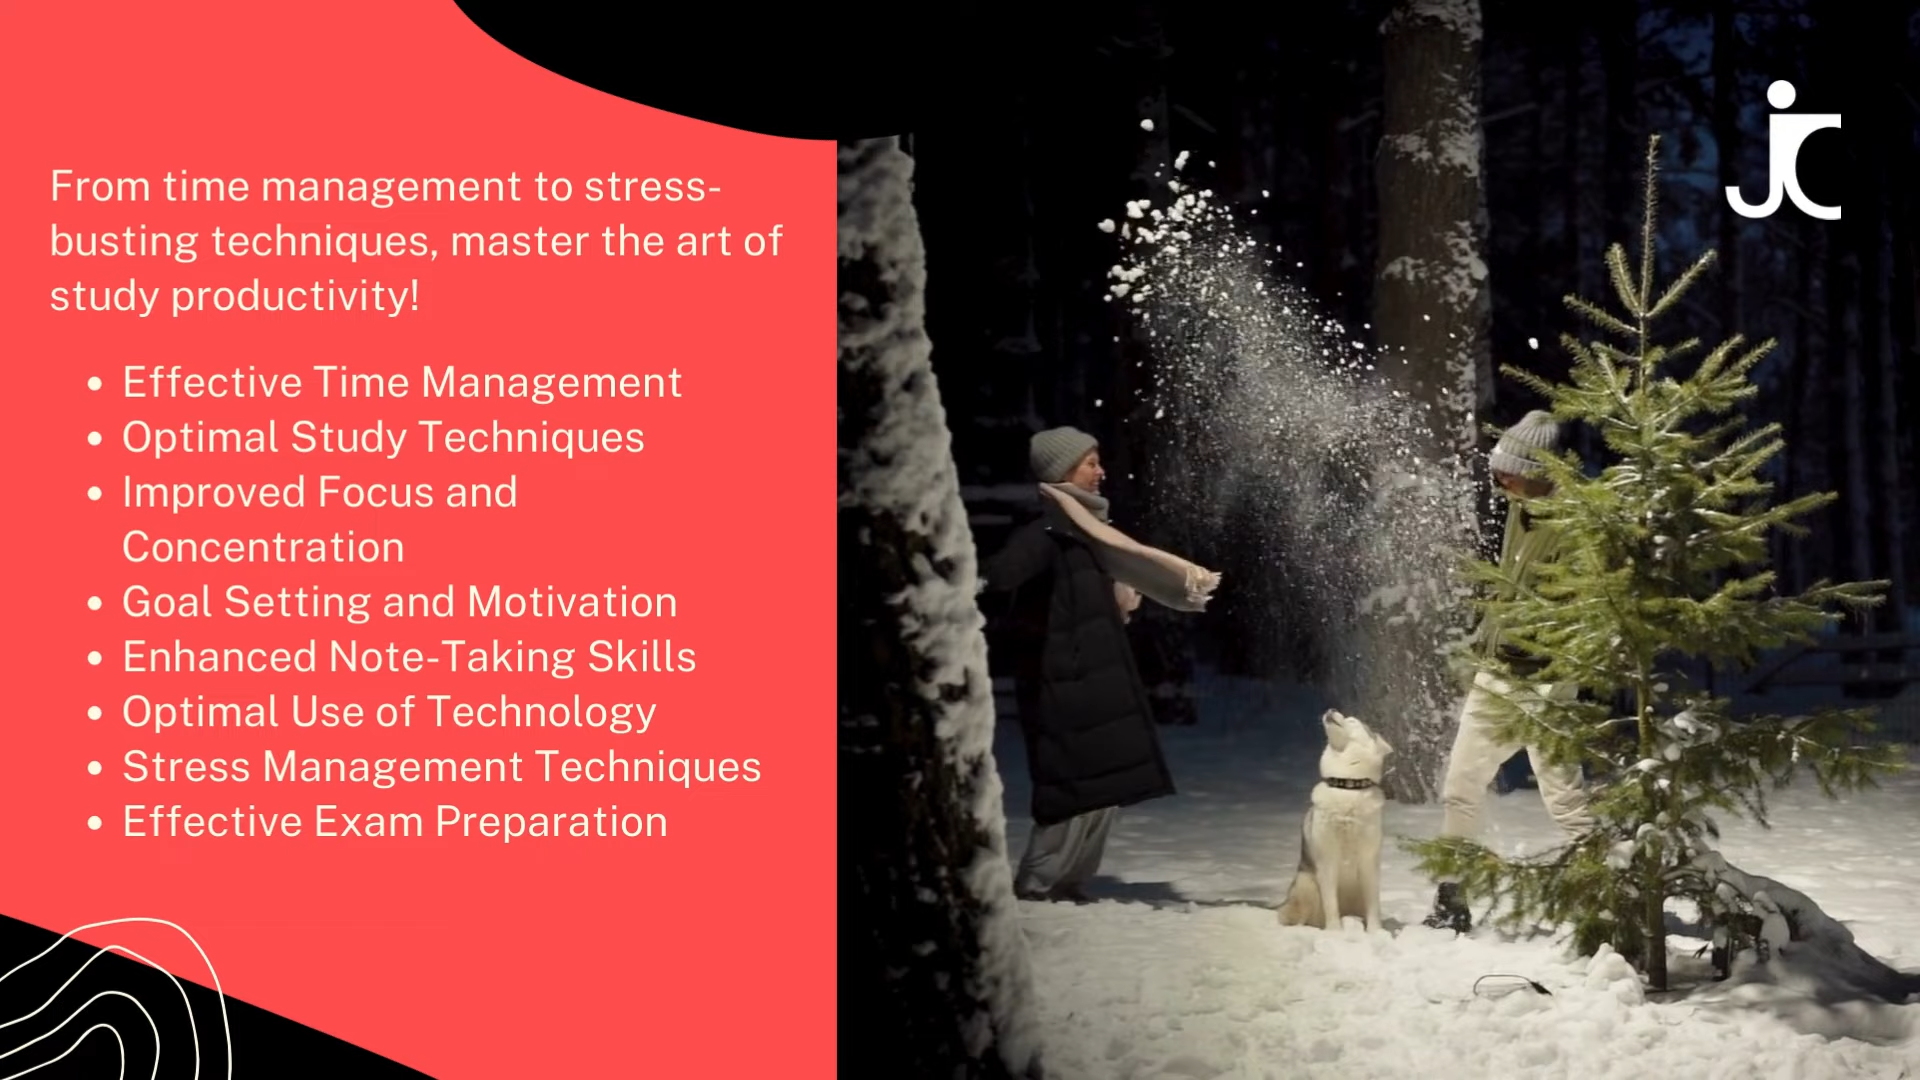 From time management to stress-
busting techniques, master the art of
study productivity!
• Effective Time Management
• Optimal Study Techniques
• Improved Focus and
Concentration
• Goal Setting and Motivation
• Enhanced Note-Taking Skills
• Optimal Use of Technology
• Stress Management Techniques
• Effective Exam Preparation
jc